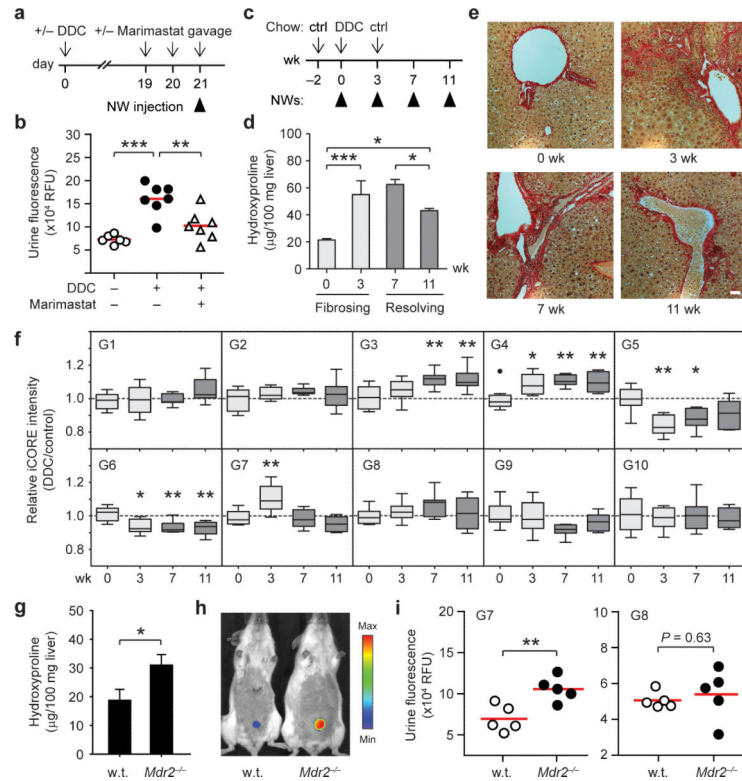 a
+/– DDC
+/– Marimastat gavage
day
0
19
20
21
NW injection
b
Urine fluorescence
(x10⁴ RFU)
20
15
10
5
***
**
DDC
–
+
+
Marimastat
–
–
+
c
Chow:
ctrl
DDC
ctrl
wk
–2
0
3
7
11
NWs:
d
Hydroxyproline
(µg/100 mg liver)
100
80
60
40
20
0
*
***
*
0
3
7
11
wk
Fibrosing
Resolving
e
0 wk
3 wk
7 wk
11 wk
f
Relative iCORE intensity
(DDC/control)
1.2
1.1
1.0
0.9
G1
G2
G3
** **
G4
* ** **
G5
** *
1.2
1.1
1.0
0.9
G6
* ** **
G7
**
G8
G9
G10
wk
0 3 7 11
0 3 7 11
0 3 7 11
0 3 7 11
0 3 7 11
g
Hydroxyproline
(µg/100 mg liver)
50
40
30
20
10
0
*
w.t.
Mdr2–/–
h
Max
Min
w.t.
Mdr2–/–
i
Urine fluorescence
(x10⁴ RFU)
G7
20
15
10
5
**
w.t.
Mdr2–/–
G8
10
8
6
4
2
P = 0.63
w.t.
Mdr2–/–